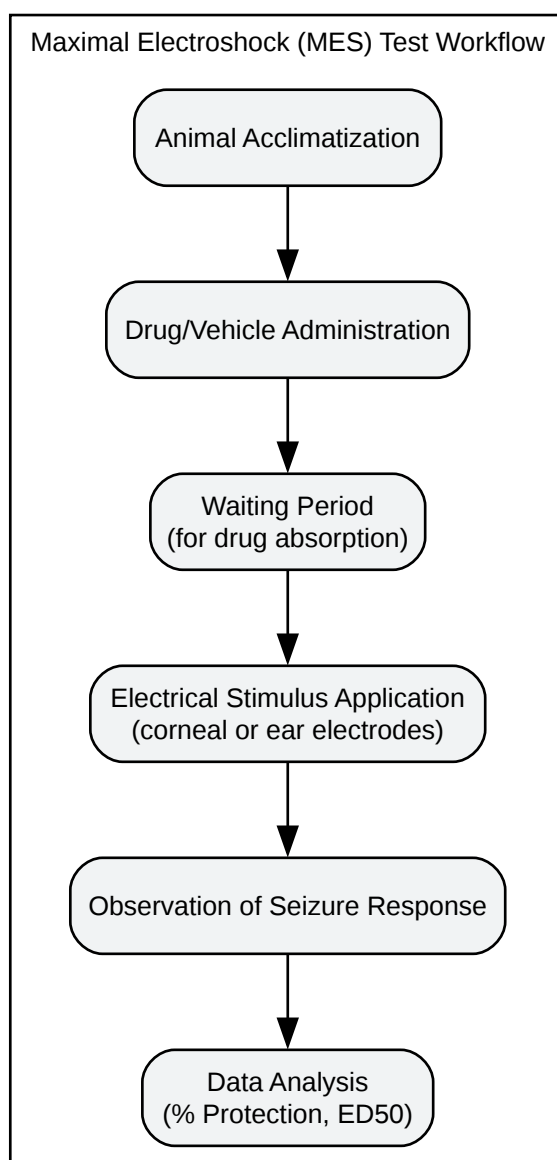 Maximal Electroshock (MES) Test Workflow
Animal Acclimatization
Drug/Vehicle Administration
Waiting Period
(for drug absorption)
Electrical Stimulus Application
(corneal or ear electrodes)
Observation of Seizure Response
Data Analysis
(% Protection, ED50)